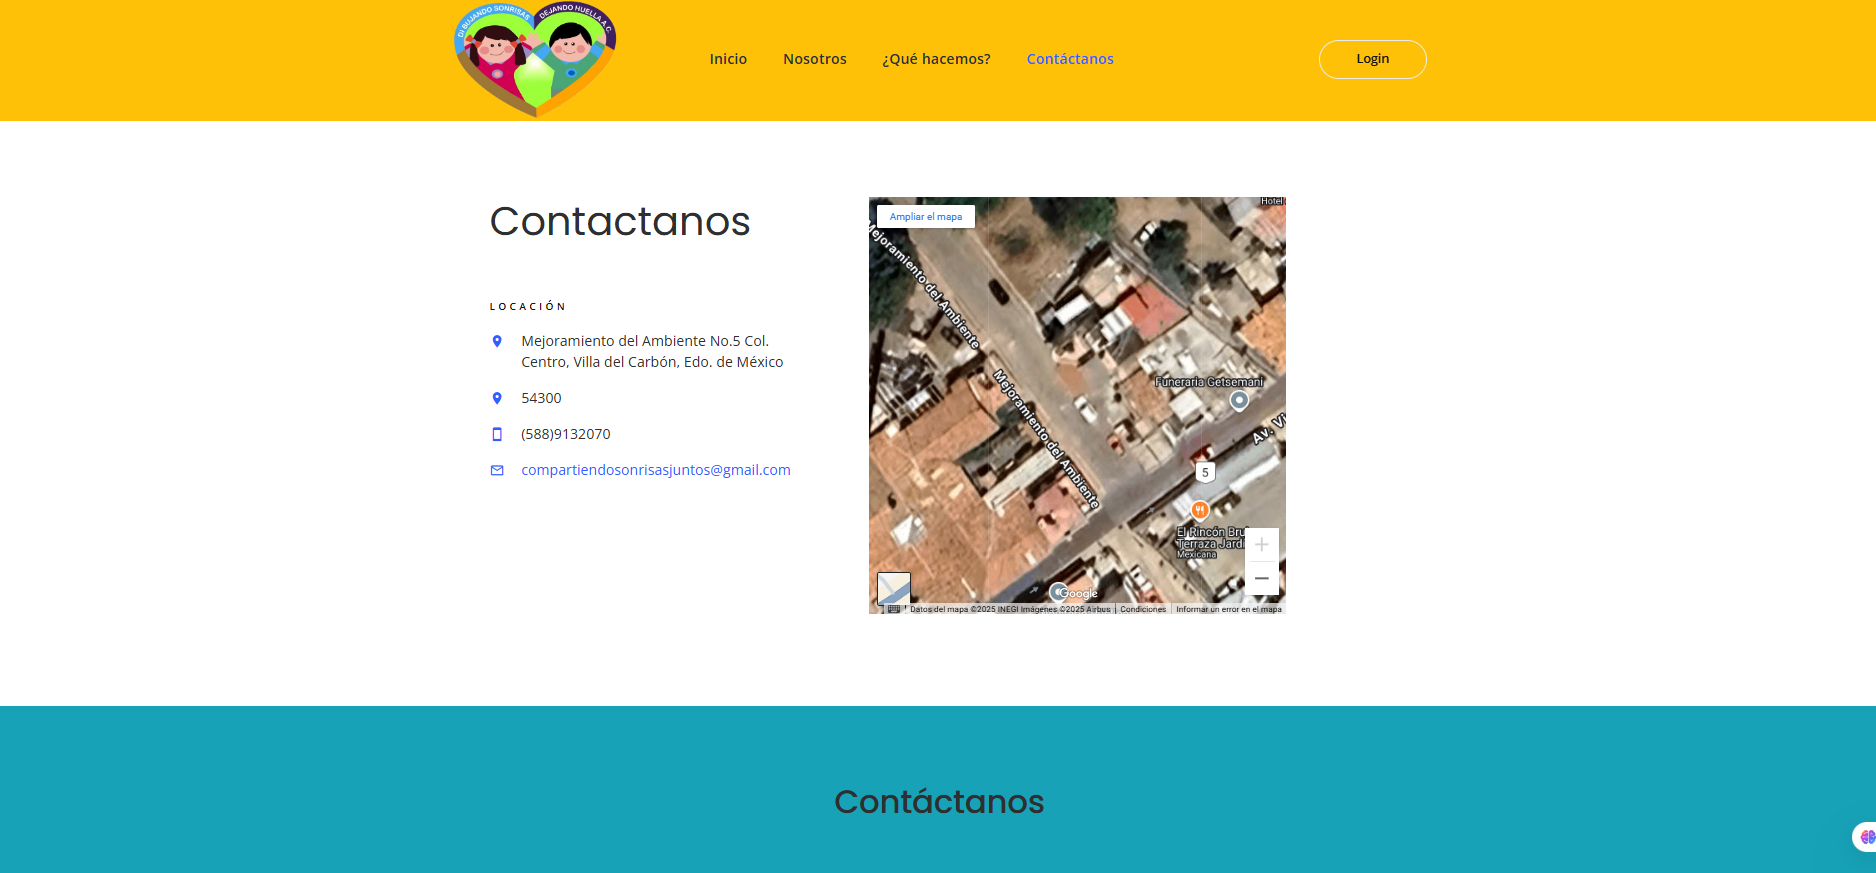 DIBUJANDO SONRISAS
DEJANDO HUELLA A.C.
Inicio
Nosotros
¿Qué hacemos?
Contáctanos
Login
Contactanos
LOCACIÓN
Mejoramiento del Ambiente No.5 Col.
Centro, Villa del Carbón, Edo. de México
54300
(588)9132070
compartiendosonrisasjuntos@gmail.com
Hotel
Ampliar el mapa
Mejoramiento del Ambiente
Mejoramiento del Ambiente
Funeraria Getsemani
Av. Vi
5
El Rincón Bru
Terraza Jardí
Mexicana
Google
Datos del mapa ©2025 INEGI Imágenes ©2025 Airbus
Condiciones
Informar un error en el mapa
Contáctanos